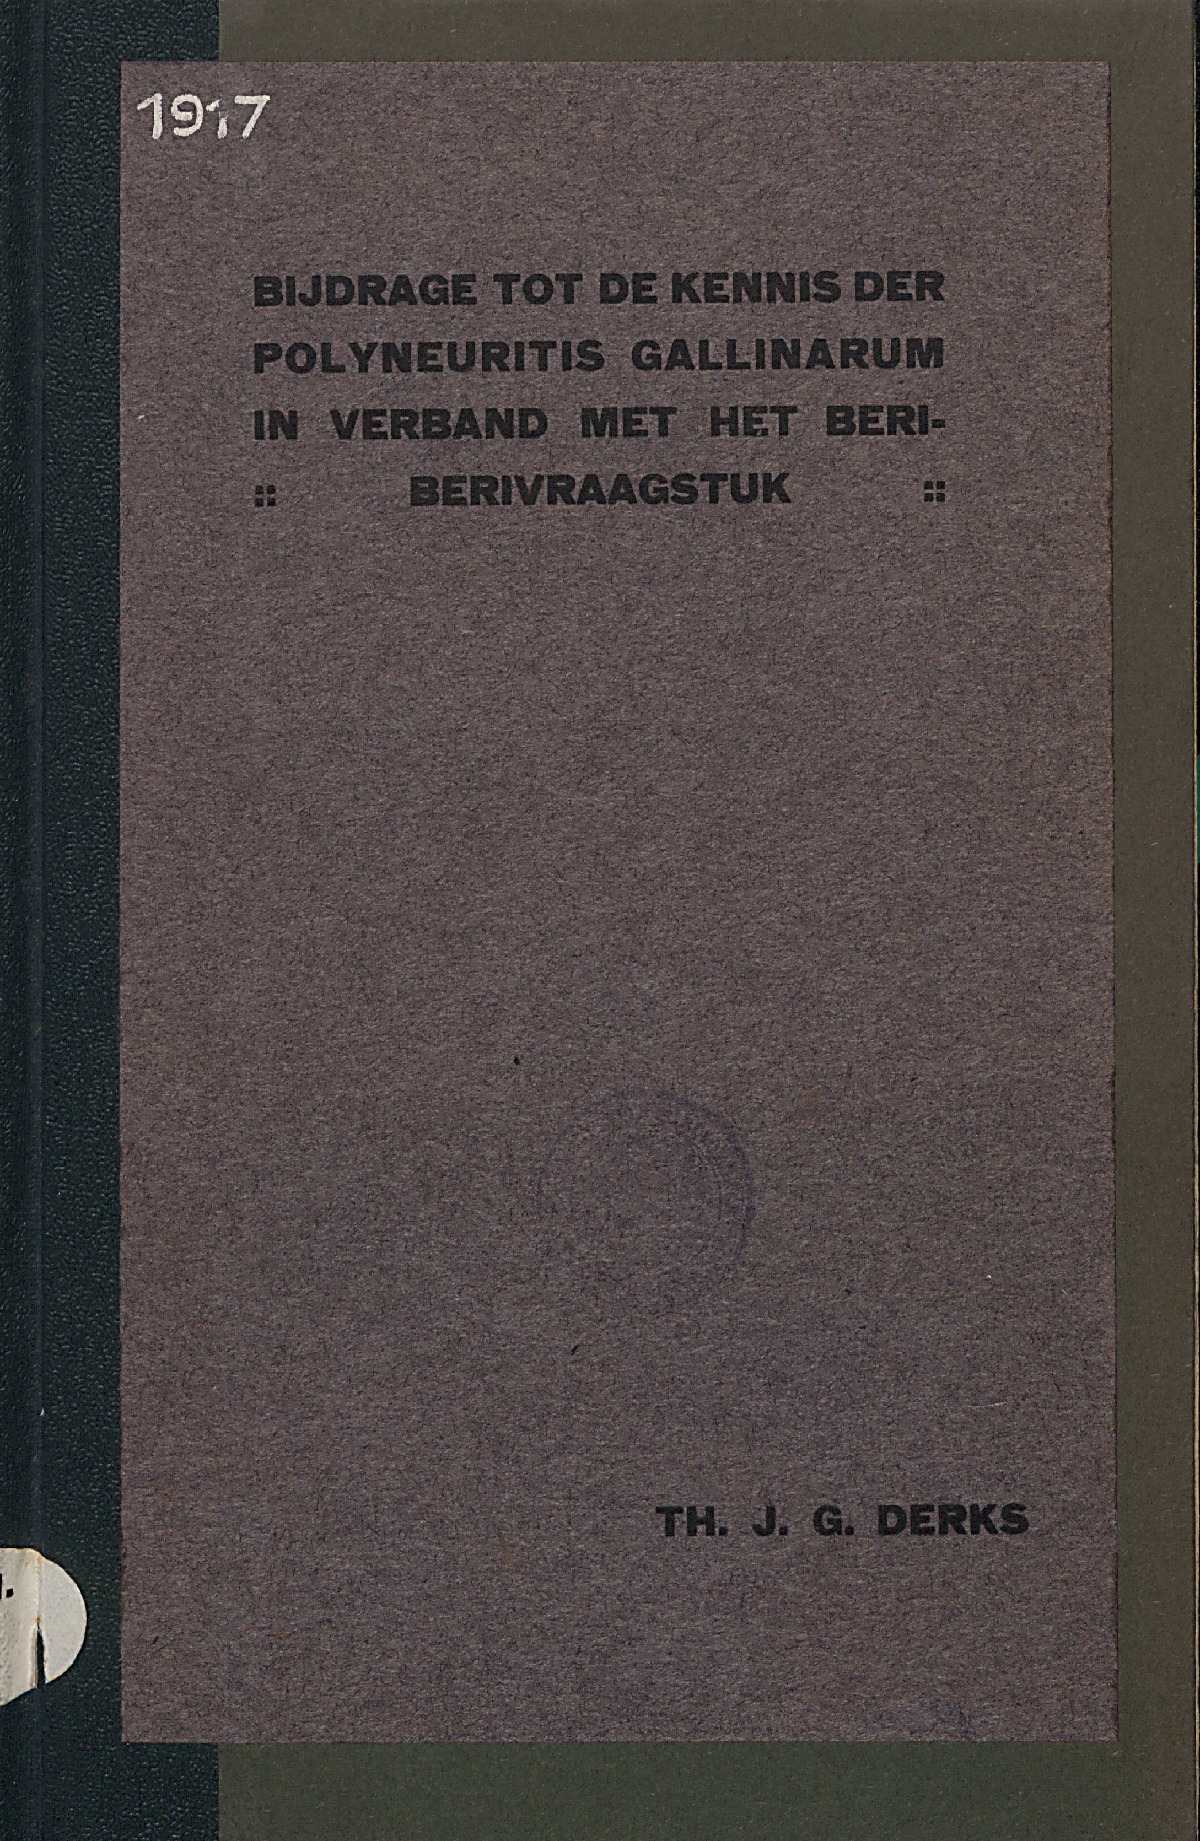 1917
BIJDRAGE TOT DE KENNIS DER
POLYNEURITIS GALLINARUM
IN VERBAND MET HET BERI-
:: BERIVRAAGSTUK ::
TH. J. G. DERKS